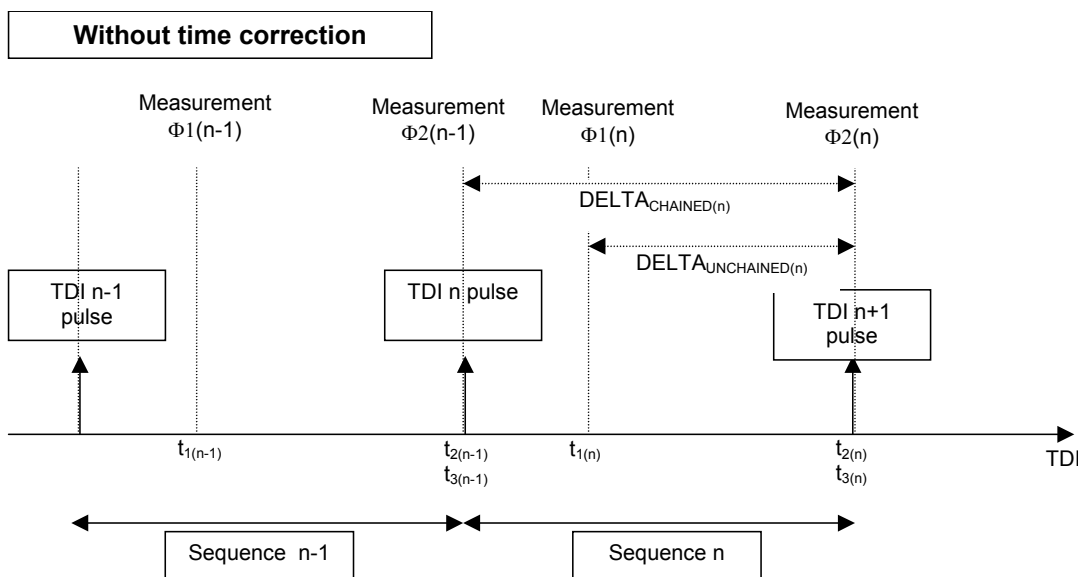 Without time correction
Measurement
Φ1(n-1)
Measurement
Φ2(n-1)
Measurement
Φ1(n)
Measurement
Φ2(n)
DELTACHAINED(n)
DELTAUNCHAINED(n)
TDI n-1
pulse
TDI n pulse
TDI n+1
pulse
t1(n-1)
t2(n-1)
t3(n-1)
t1(n)
t2(n)
t3(n)
TDI
Sequence n-1
Sequence n